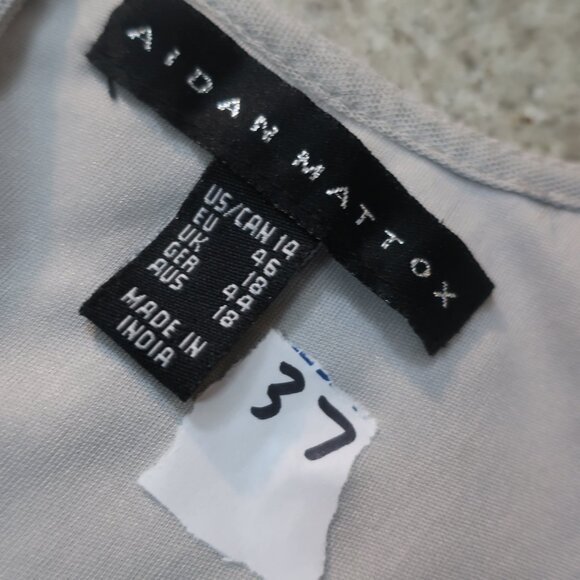 AIDAN MATTOX
US/CAN 14
EU 46
UK 18
GER 44
AUS 18
MADE IN
INDIA
37